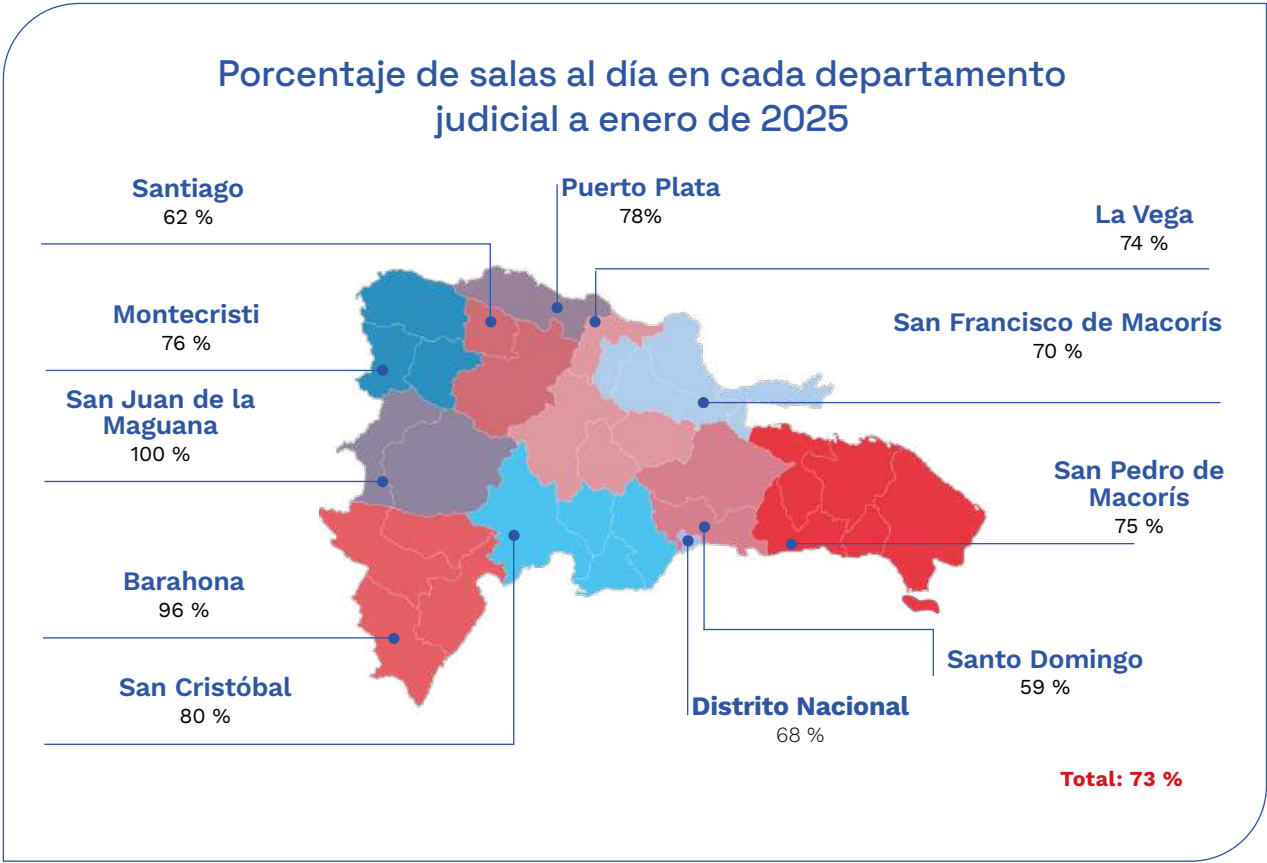 Porcentaje de salas al día en cada departamento
judicial a enero de 2025
Santiago
62 %
Puerto Plata
78%
La Vega
74 %
Montecristi
76 %
San Francisco de Macorís
70 %
San Juan de la
Maguana
100 %
San Pedro de
Macorís
75 %
Barahona
96 %
Santo Domingo
59 %
San Cristóbal
80 %
Distrito Nacional
68 %
Total: 73 %